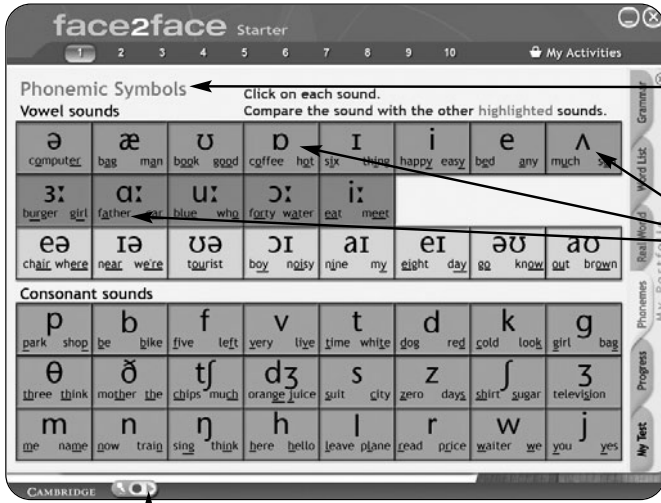 face2face Starter
1 2 3 4 5 6 7 8 9 10 My Activities
Phonemic Symbols
Click on each sound.
Vowel sounds
Compare the sound with the other highlighted sounds.
ə æ ʊ ɒ ɪ i e ʌ
computer bag man book good coffee hot six thing happy easy bed any much
ɜː ɑː uː ɔː iː
burger girl father blue who forty water eat meet
eə ɪə ʊə ɔɪ aɪ eɪ əʊ aʊ
chair where near we're tourist boy noisy nine my eight day go know out brown
Consonant sounds
p b f v t d k g
park shop be bike five left very live time white dog red cold look girl bag
θ ð tʃ dʒ s z ʃ ʒ
three think mother the chips much orange juice suit city zero days shirt sugar television
m n ŋ h l r w j
me name now train sing think here hello leave plane read price waiter we you yes
Grammar
Word List
Real World
Phonemes
Progress
My Test
CAMBRIDGE